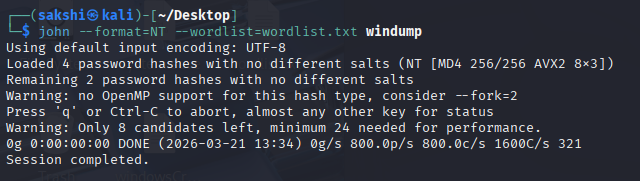 ┌──(sakshi㉿kali)-[~/Desktop]
└─$ john --format=NT --wordlist=wordlist.txt windump
Using default input encoding: UTF-8
Loaded 4 password hashes with no different salts (NT [MD4 256/256 AVX2 8×3])
Remaining 2 password hashes with no different salts
Warning: no OpenMP support for this hash type, consider --fork=2
Press 'q' or Ctrl-C to abort, almost any other key for status
Warning: Only 8 candidates left, minimum 24 needed for performance.
0g 0:00:00:00 DONE (2026-03-21 13:34) 0g/s 800.0p/s 800.0c/s 1600C/s 321
Session completed.